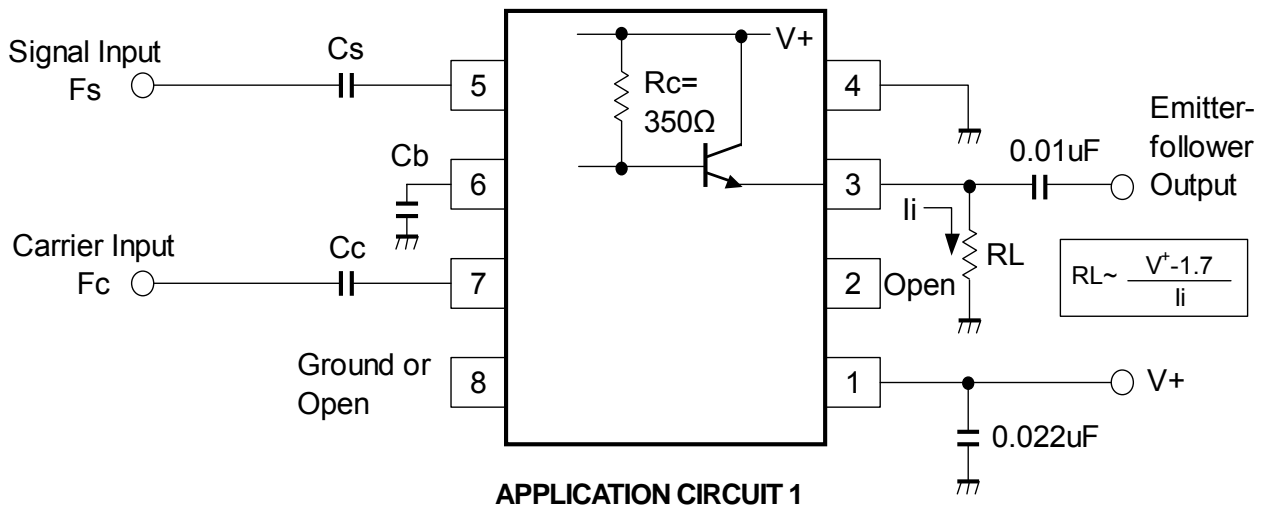 Signal Input
Fs
Cs
5
Cb
6
Carrier Input
Fc
Cc
7
Ground or
Open
8
V+
Rc=
350Ω
4
3
2
Open
1
Ii
RL
0.01uF
Emitter-
follower
Output
RL~ V+-1.7
Ii
V+
0.022uF
APPLICATION CIRCUIT 1